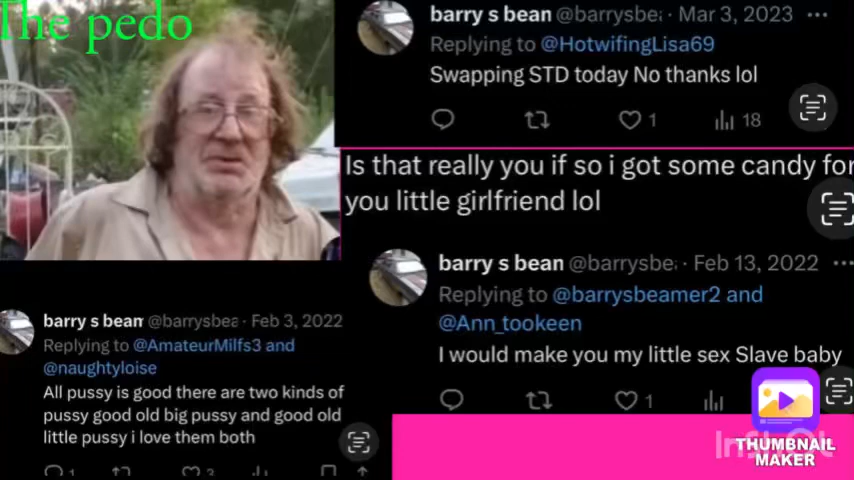 The pedo
barry s bean @barrysbe · Mar 3, 2023
Replying to @HotwifingLisa69
Swapping STD today No thanks lol
1
18
Is that really you if so i got some candy for
you little girlfriend lol
barry s bean @barrysbe · Feb 13, 2022
Replying to @barrysbeamer2 and
@Ann_tookeen
I would make you my little sex Slave baby
1
barry s bean @barrysbea · Feb 3, 2022
Replying to @AmateurMilfs3 and
@naughtyloise
All pussy is good there are two kinds of
pussy good old big pussy and good old
little pussy i love them both
1
3
THUMBNAIL
MAKER